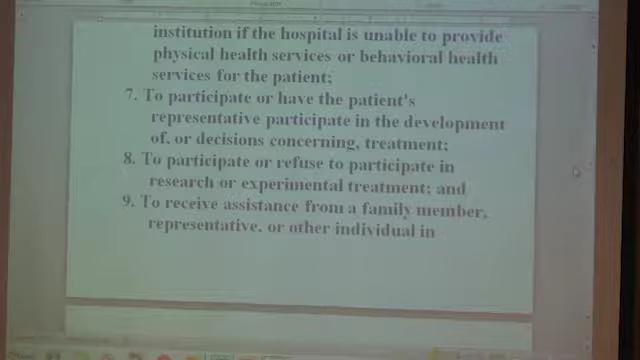 institution if the hospital is unable to provide
physical health services or behavioral health
services for the patient;
7. To participate or have the patient's
representative participate in the development
of, or decisions concerning, treatment;
8. To participate or refuse to participate in
research or experimental treatment; and
9. To receive assistance from a family member,
representative, or other individual in